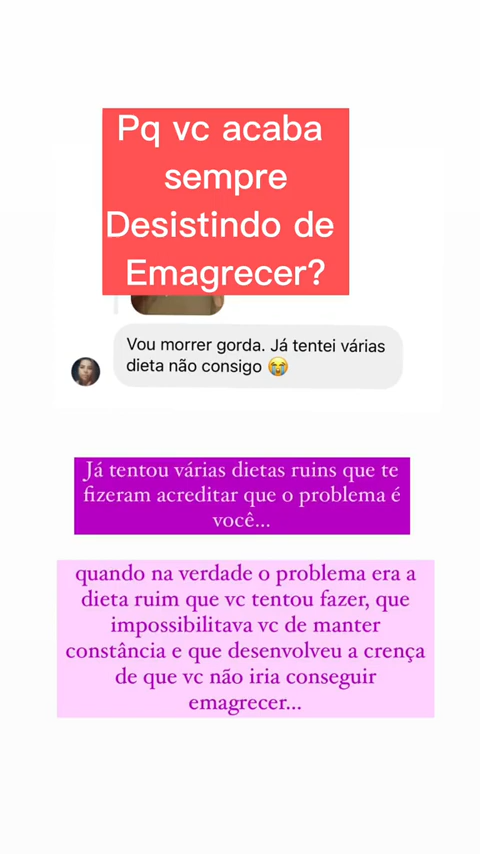 Pq vc acaba
sempre
Desistindo de
Emagrecer?
Vou morrer gorda. Já tentei várias
dieta não consigo 😭
Já tentou várias dietas ruins que te
fizeram acreditar que o problema é
você...
quando na verdade o problema era a
dieta ruim que vc tentou fazer, que
impossibilitava vc de manter
constância e que desenvolveu a crença
de que vc não iria conseguir
emagrecer...